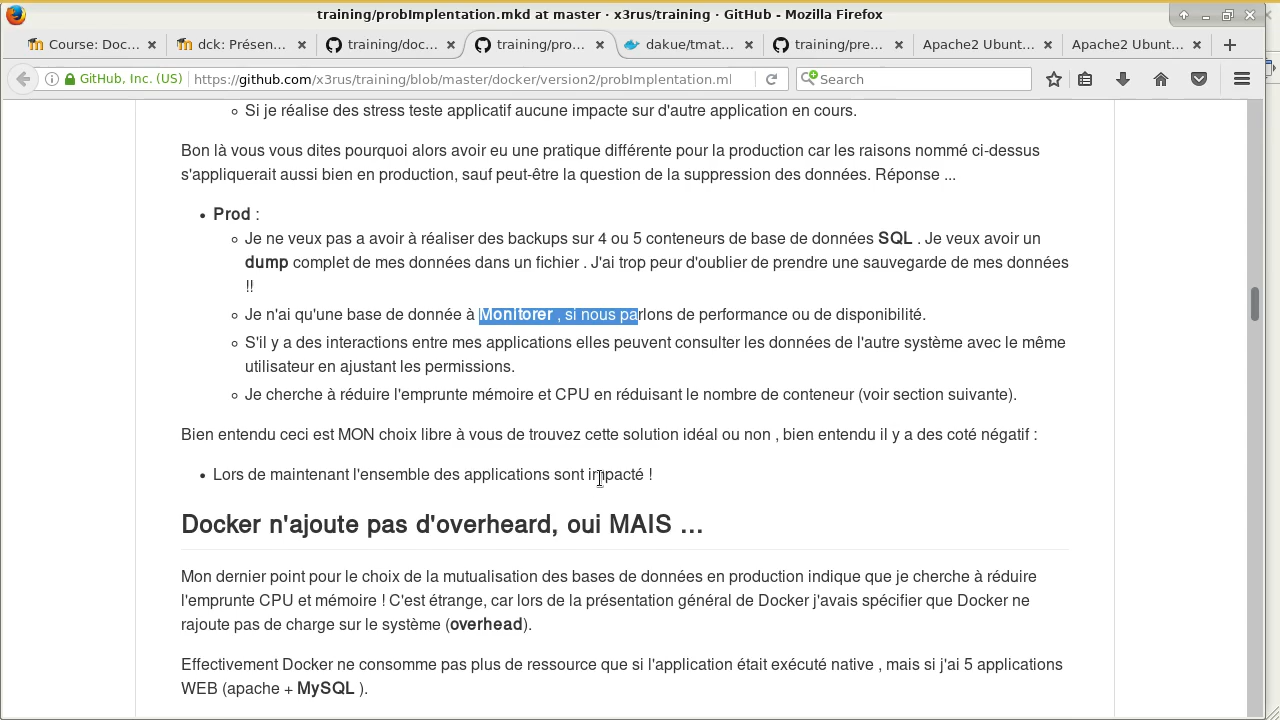 training/probImplentation.mkd at master · x3rus/training · GitHub - Mozilla Firefox
Course: Doc... dck: Présen... training/doc... training/pro... dakue/tmat... training/pre... Apache2 Ubunt... Apache2 Ubunt...
GitHub, Inc. (US) https://github.com/x3rus/training/blob/master/docker/version2/probImplentation.ml Search
Si je réalise des stress teste applicatif aucune impacte sur d'autre application en cours.
Bon là vous vous dites pourquoi alors avoir eu une pratique différente pour la production car les raisons nommé ci-dessus
s'appliquerait aussi bien en production, sauf peut-être la question de la suppression des données. Réponse ...
Prod :
Je ne veux pas a avoir à réaliser des backups sur 4 ou 5 conteneurs de base de données SQL . Je veux avoir un
dump complet de mes données dans un fichier . J'ai trop peur d'oublier de prendre une sauvegarde de mes données
!!
Je n'ai qu'une base de donnée à Monitorer , si nous parlons de performance ou de disponibilité.
S'il y a des interactions entre mes applications elles peuvent consulter les données de l'autre système avec le même
utilisateur en ajustant les permissions.
Je cherche à réduire l'emprunte mémoire et CPU en réduisant le nombre de conteneur (voir section suivante).
Bien entendu ceci est MON choix libre à vous de trouvez cette solution idéal ou non , bien entendu il y a des coté négatif :
Lors de maintenant l'ensemble des applications sont impacté !
Docker n'ajoute pas d'overheard, oui MAIS ...
Mon dernier point pour le choix de la mutualisation des bases de données en production indique que je cherche à réduire
l'emprunte CPU et mémoire ! C'est étrange, car lors de la présentation général de Docker j'avais spécifier que Docker ne
rajoute pas de charge sur le système (overhead).
Effectivement Docker ne consomme pas plus de ressource que si l'application était exécuté native , mais si j'ai 5 applications
WEB (apache + MySQL ).